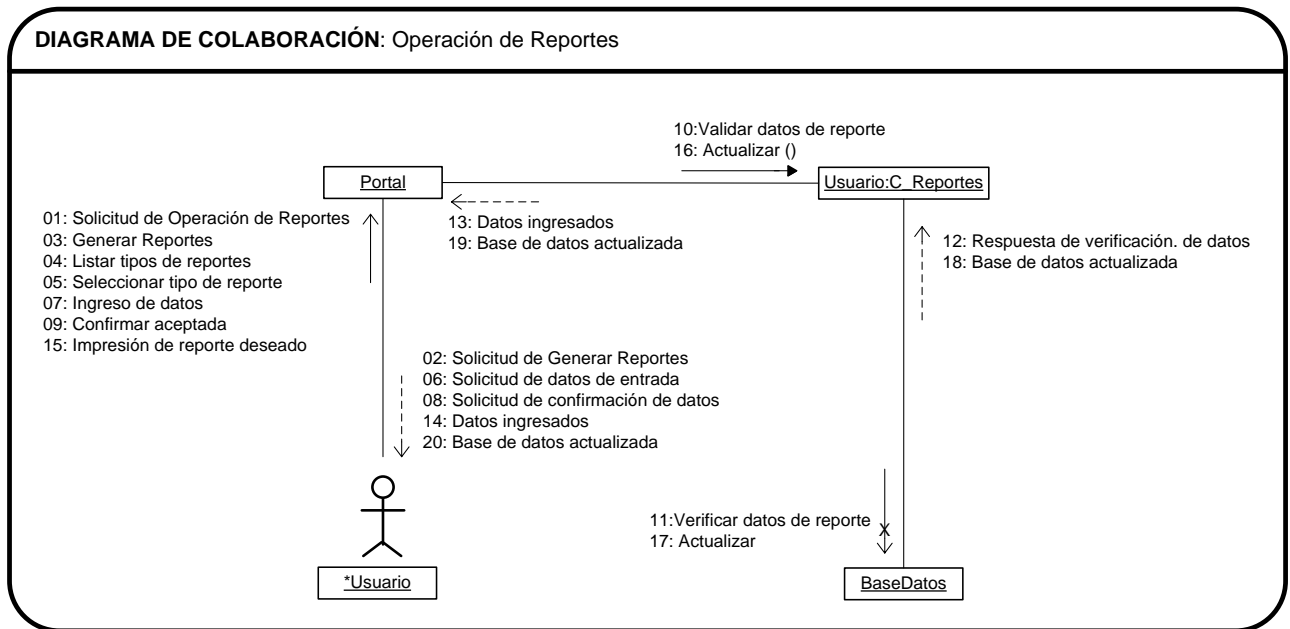 DIAGRAMA DE COLABORACIÓN: Operación de Reportes
10:Validar datos de reporte
16: Actualizar ()
Portal
Usuario:C_Reportes
01: Solicitud de Operación de Reportes
03: Generar Reportes
04: Listar tipos de reportes
05: Seleccionar tipo de reporte
07: Ingreso de datos
09: Confirmar aceptada
15: Impresión de reporte deseado
13: Datos ingresados
19: Base de datos actualizada
12: Respuesta de verificación. de datos
18: Base de datos actualizada
02: Solicitud de Generar Reportes
06: Solicitud de datos de entrada
08: Solicitud de confirmación de datos
14: Datos ingresados
20: Base de datos actualizada
11:Verificar datos de reporte
17: Actualizar
X
*Usuario
BaseDatos